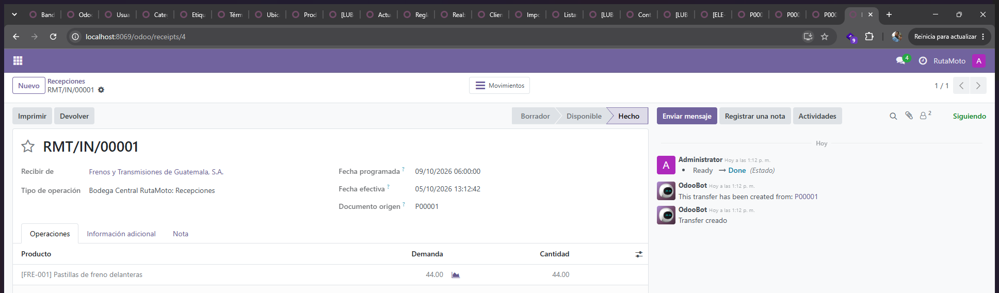 Band
Odoo
Usua
Cate
Etiqu
Térm
Ubic
Prod
[LUB
Actu
Regl
Reab
Clien
Impo
Lista
[LUB
Cont
[LUB
[ELE-
P000
P000
P000
localhost:8069/odoo/receipts/4
9
Reinicia para actualizar
4
RutaMoto
A
Nuevo
Recepciones
RMT/IN/00001
Movimientos
1 / 1
Imprimir
Devolver
Borrador
Disponible
Hecho
Enviar mensaje
Registrar una nota
Actividades
2
Siguiendo
RMT/IN/00001
Recibir de
Frenos y Transmisiones de Guatemala, S.A.
Tipo de operación
Bodega Central RutaMoto: Recepciones
Fecha programada ?
09/10/2026 06:00:00
Fecha efectiva ?
05/10/2026 13:12:42
Documento origen ?
P00001
Operaciones
Información adicional
Nota
Producto
Demanda
Cantidad
[FRE-001] Pastillas de freno delanteras
44.00
44.00
Hoy
A
Administrator Hoy a las 1:12 p. m.
• Ready → Done (Estado)
OdooBot Hoy a las 1:12 p. m.
This transfer has been created from: P00001
OdooBot Hoy a las 1:12 p. m.
Transfer creado